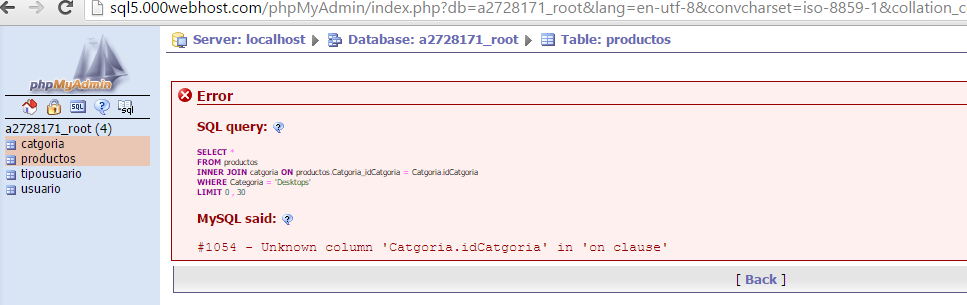 sql5.000webhost.com/phpMyAdmin/index.php?db=a2728171_root&lang=en-utf-8&convcharset=iso-8859-1&collation_c
phpMyAdmin
SQL
sql
a2728171_root (4)
catgoria
productos
tipousuario
usuario
Server: localhost Database: a2728171_root Table: productos
Error
SQL query:
SELECT *
FROM productos
INNER JOIN catgoria ON productos.Catgoria_idCatgoria = Catgoria.idCatgoria
WHERE Categoria = 'Desktops'
LIMIT 0 , 30
MySQL said:
#1054 - Unknown column 'Catgoria.idCatgoria' in 'on clause'
[ Back ]